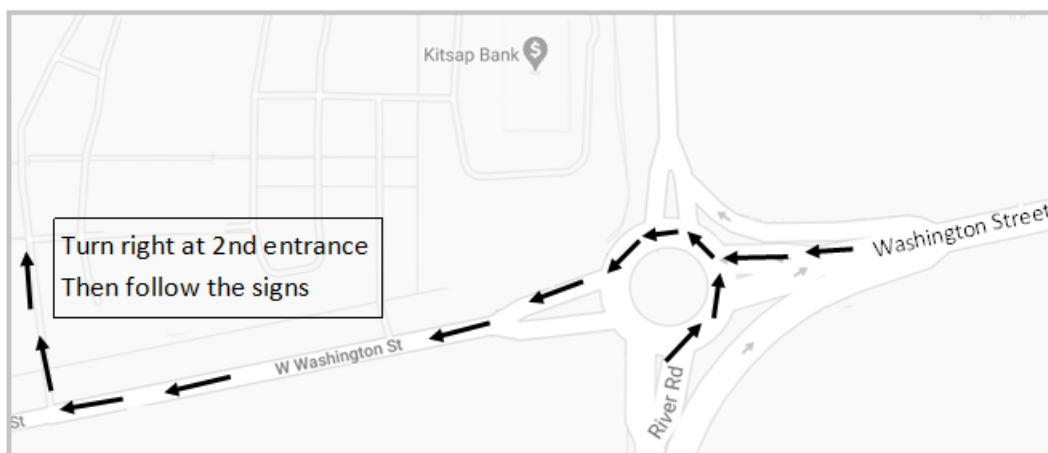 Kitsap Bank
$
Turn right at 2nd entrance
Then follow the signs
Washington Street
W Washington St
River Rd
St